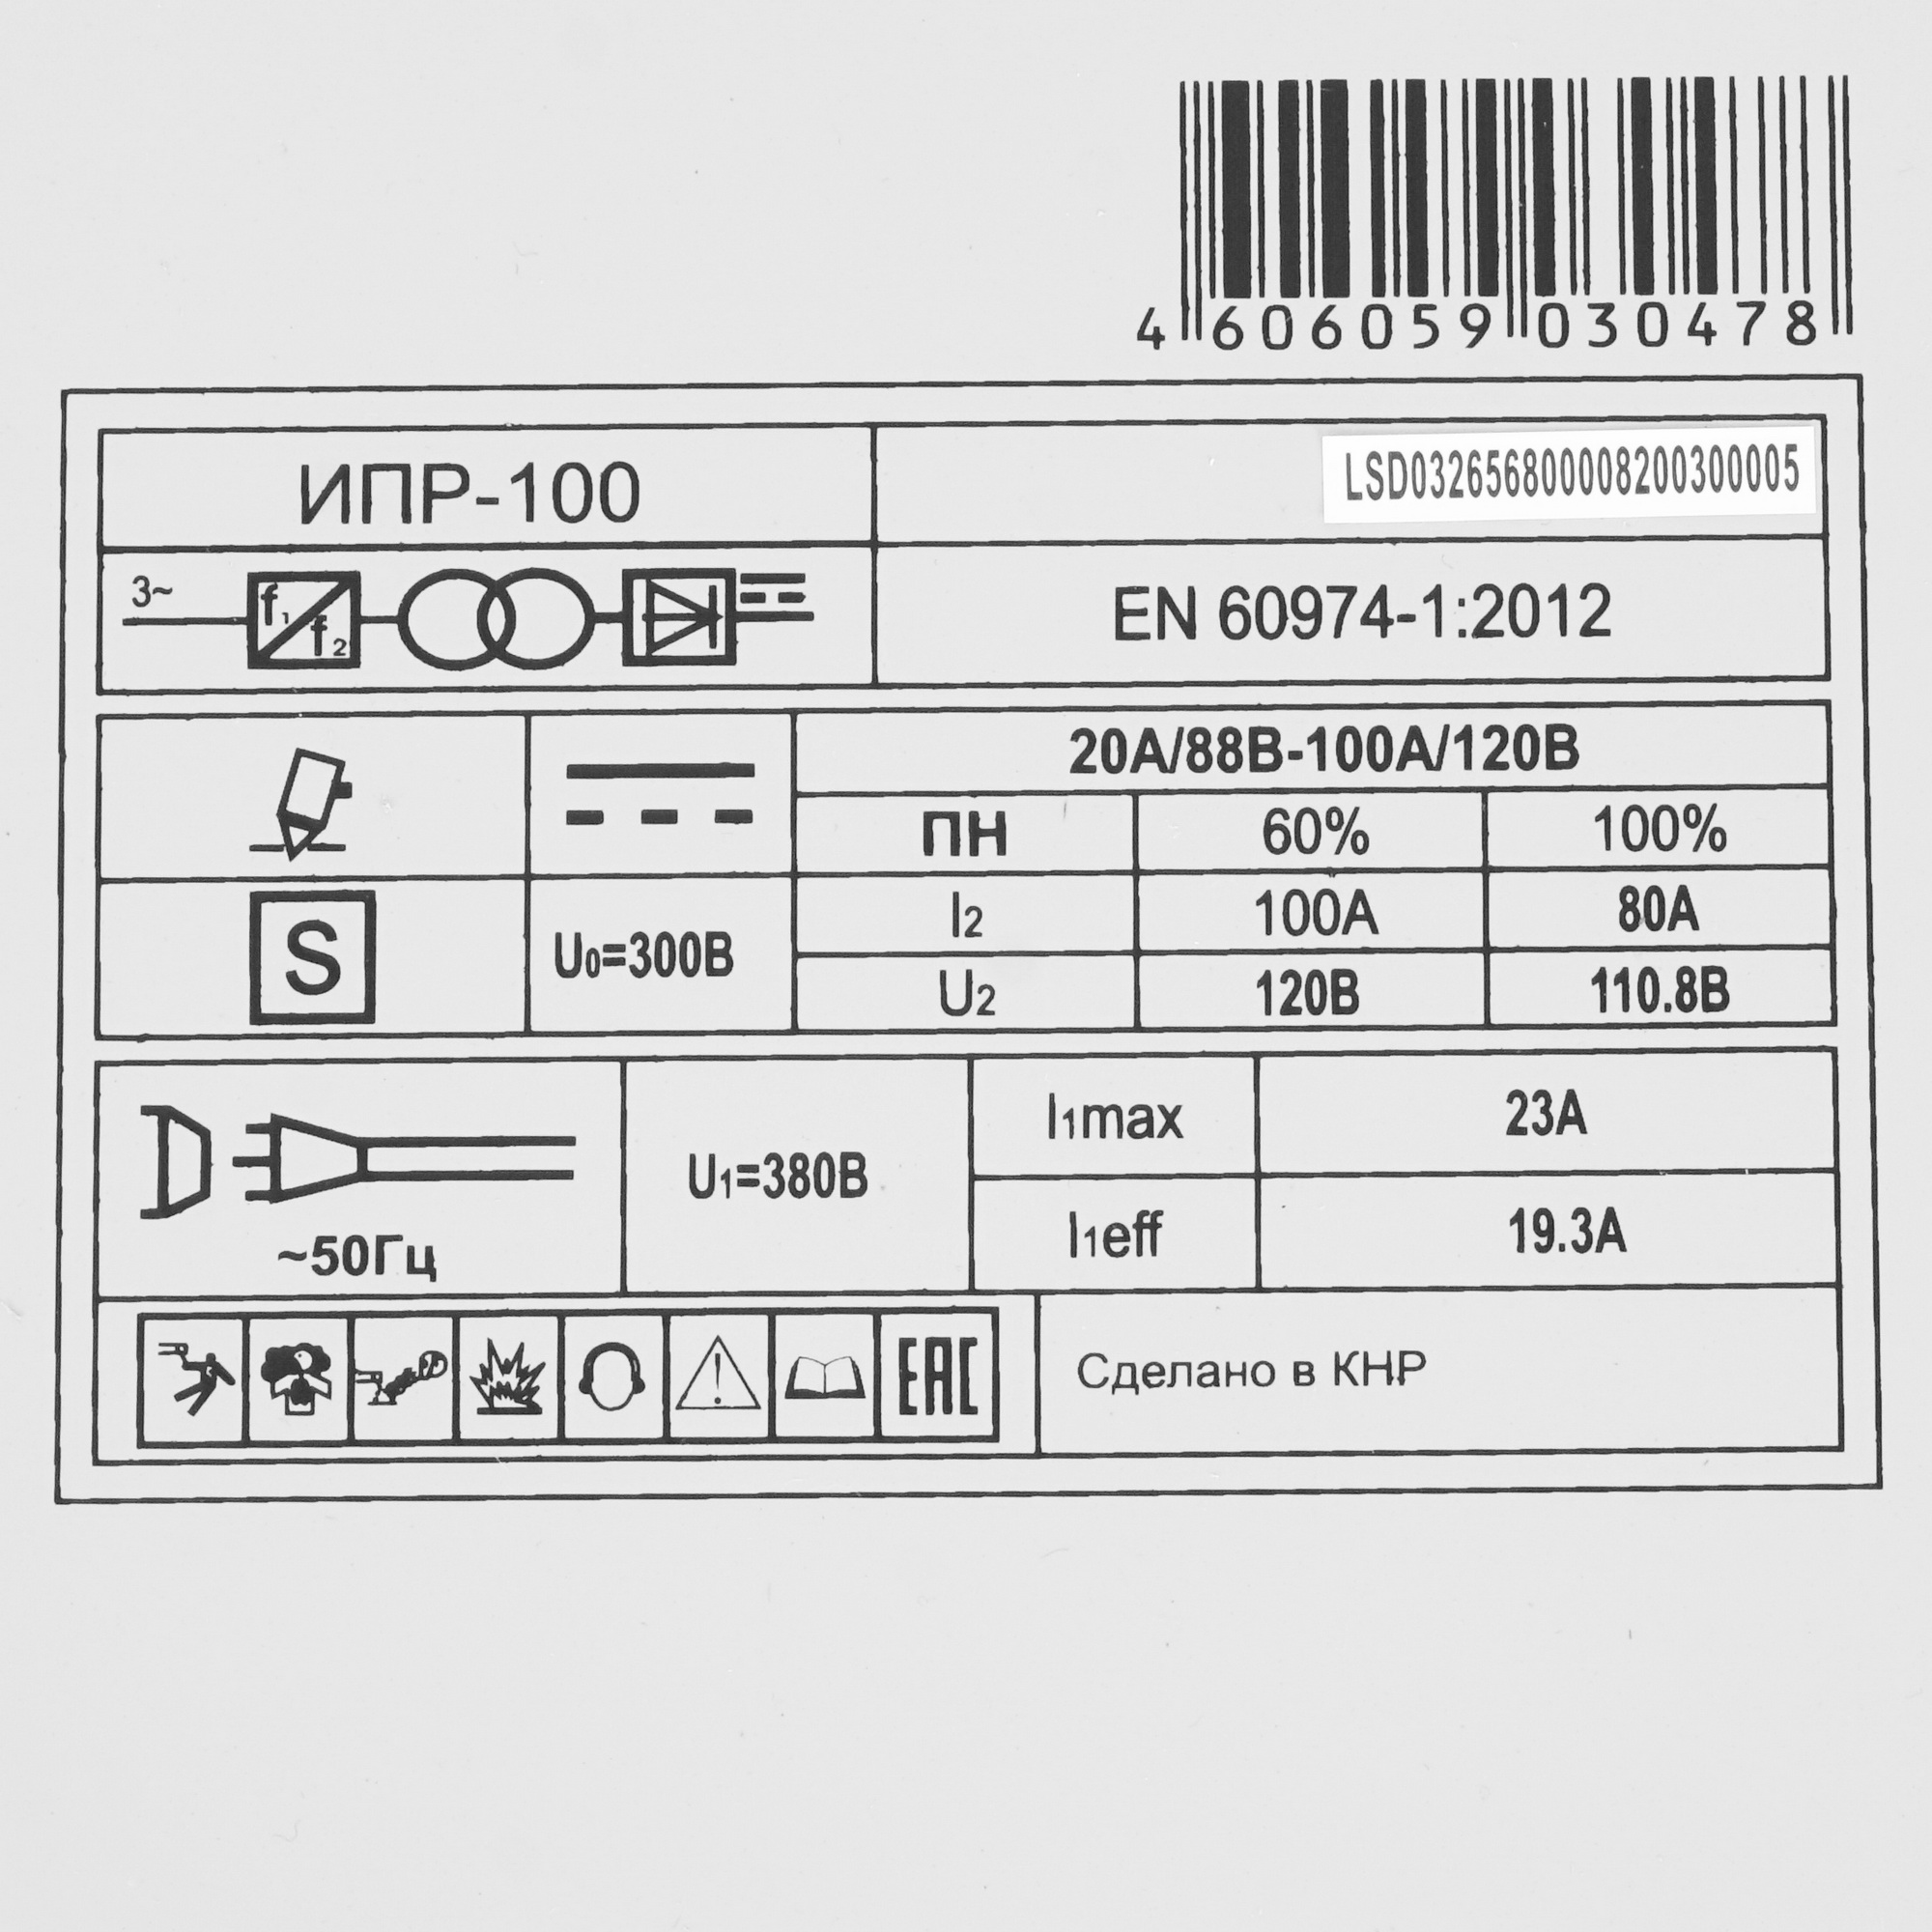 4 606059 030478
ИПР-100
LSD032656800008200300005
3~
f1
f2
EN 60974-1:2012
20А/88В-100А/120В
ПН 60% 100%
I2 100А 80А
S
U0=300В
U2 120В 110.8В
I1max 23А
U1=380В
I1eff 19.3А
~50Гц
EAC
Сделано в КНР